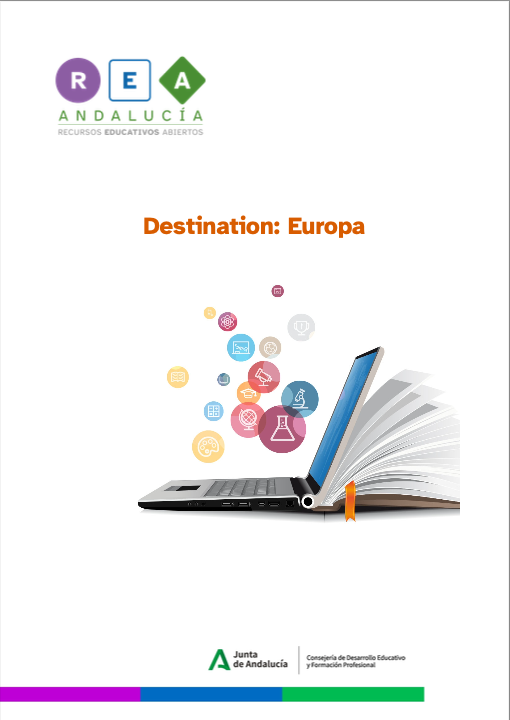 R E A
ANDALUCÍA
RECURSOS EDUCATIVOS ABIERTOS
Destination: Europa
Junta
de Andalucía
Consejería de Desarrollo Educativo
y Formación Profesional